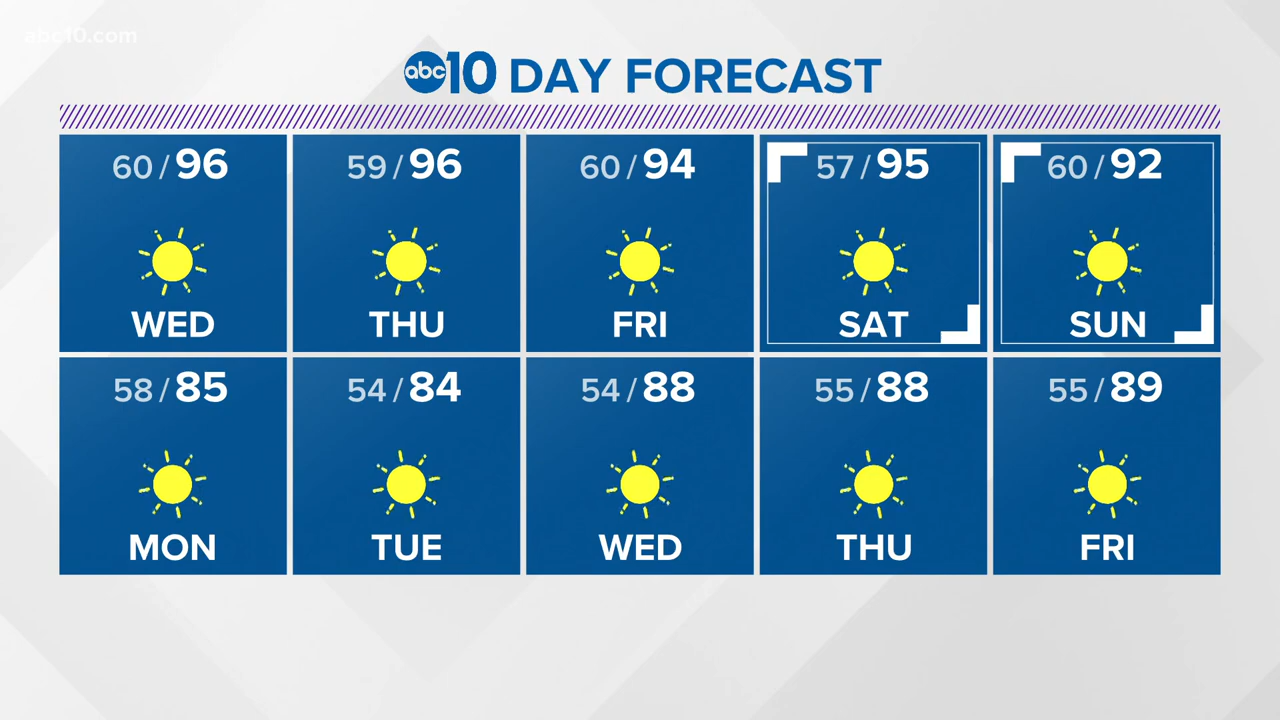 abc10.com
abc10 DAY FORECAST
60/96 59/96 60/94 57/95 60/92
WED THU FRI SAT SUN
58/85 54/84 54/88 55/88 55/89
MON TUE WED THU FRI